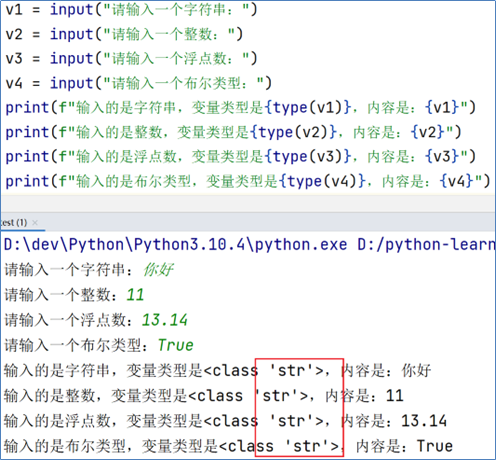 v1 = input("请输入一个字符串：")
v2 = input("请输入一个整数：")
v3 = input("请输入一个浮点数：")
v4 = input("请输入一个布尔类型：")
print(f"输入的是字符串，变量类型是{type(v1)}，内容是：{v1}")
print(f"输入的是整数，变量类型是{type(v2)}，内容是：{v2}")
print(f"输入的是浮点数，变量类型是{type(v3)}，内容是：{v3}")
print(f"输入的是布尔类型，变量类型是{type(v4)}，内容是：{v4}")
test (1) ×
D:\dev\Python\Python3.10.4\python.exe D:/python-learn
请输入一个字符串：你好
请输入一个整数：11
请输入一个浮点数：13.14
请输入一个布尔类型：True
输入的是字符串，变量类型是<class 'str'>，内容是：你好
输入的是整数，变量类型是<class 'str'>，内容是：11
输入的是浮点数，变量类型是<class 'str'>，内容是：13.14
输入的是布尔类型，变量类型是<class 'str'>，内容是：True